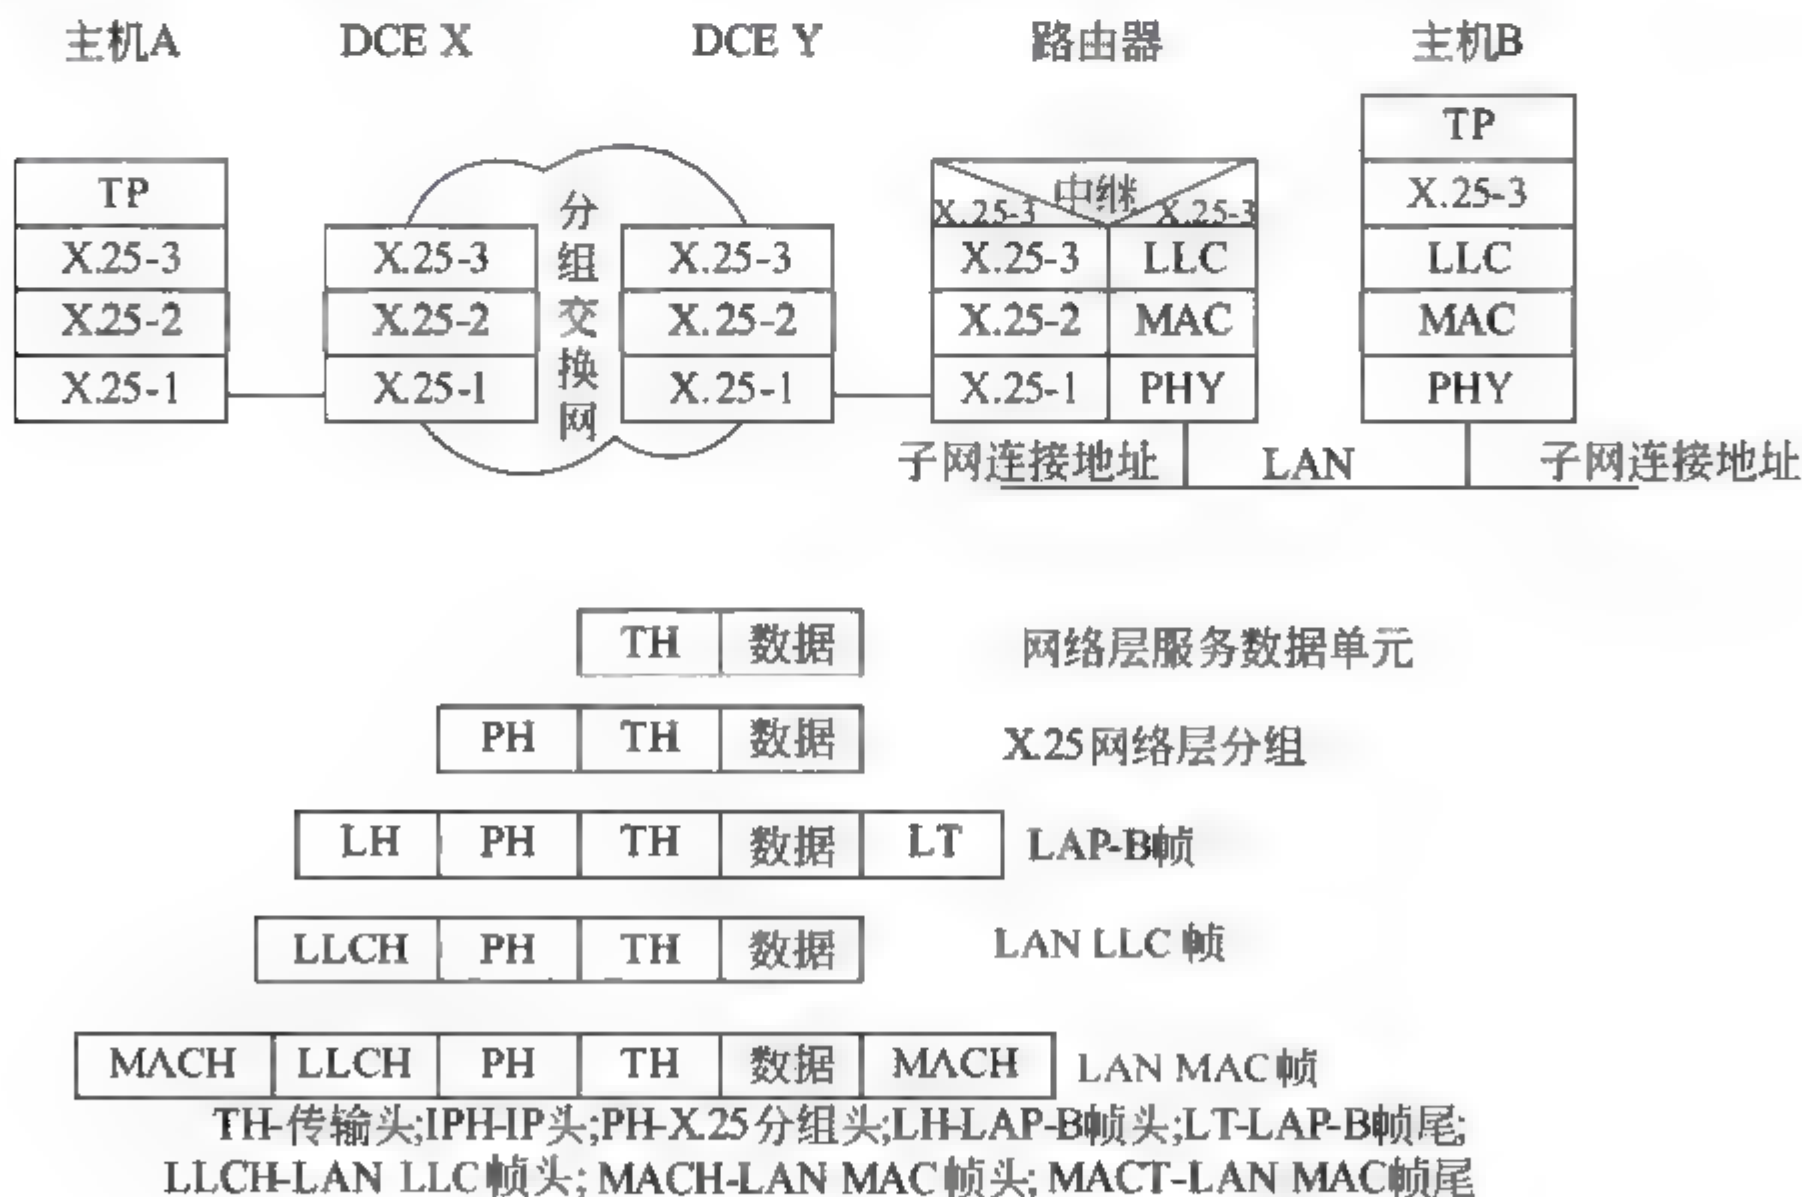 主机A DCE X DCE Y 路由器 主机B
TP
TP 中继 X.25-3
X.25-3 X.25-3
X.25-3 X.25-3 分组交换网 X.25-3 X.25-3 LLC LLC
X.25-2 X.25-2 X.25-2 X.25-2 MAC MAC
X.25-1 X.25-1 X.25-1 X.25-1 PHY PHY
子网连接地址 LAN 子网连接地址
TH 数据 网络层服务数据单元
PH TH 数据 X.25网络层分组
LH PH TH 数据 LT LAP-B帧
LLCH PH TH 数据 LAN LLC 帧
MACH LLCH PH TH 数据 MACH LAN MAC帧
TH-传输头;IPH-IP头;PH-X.25分组头;LH-LAP-B帧头;LT-LAP-B帧尾;
LLCH-LAN LLC帧头; MACH-LAN MAC帧头; MACT-LAN MAC帧尾